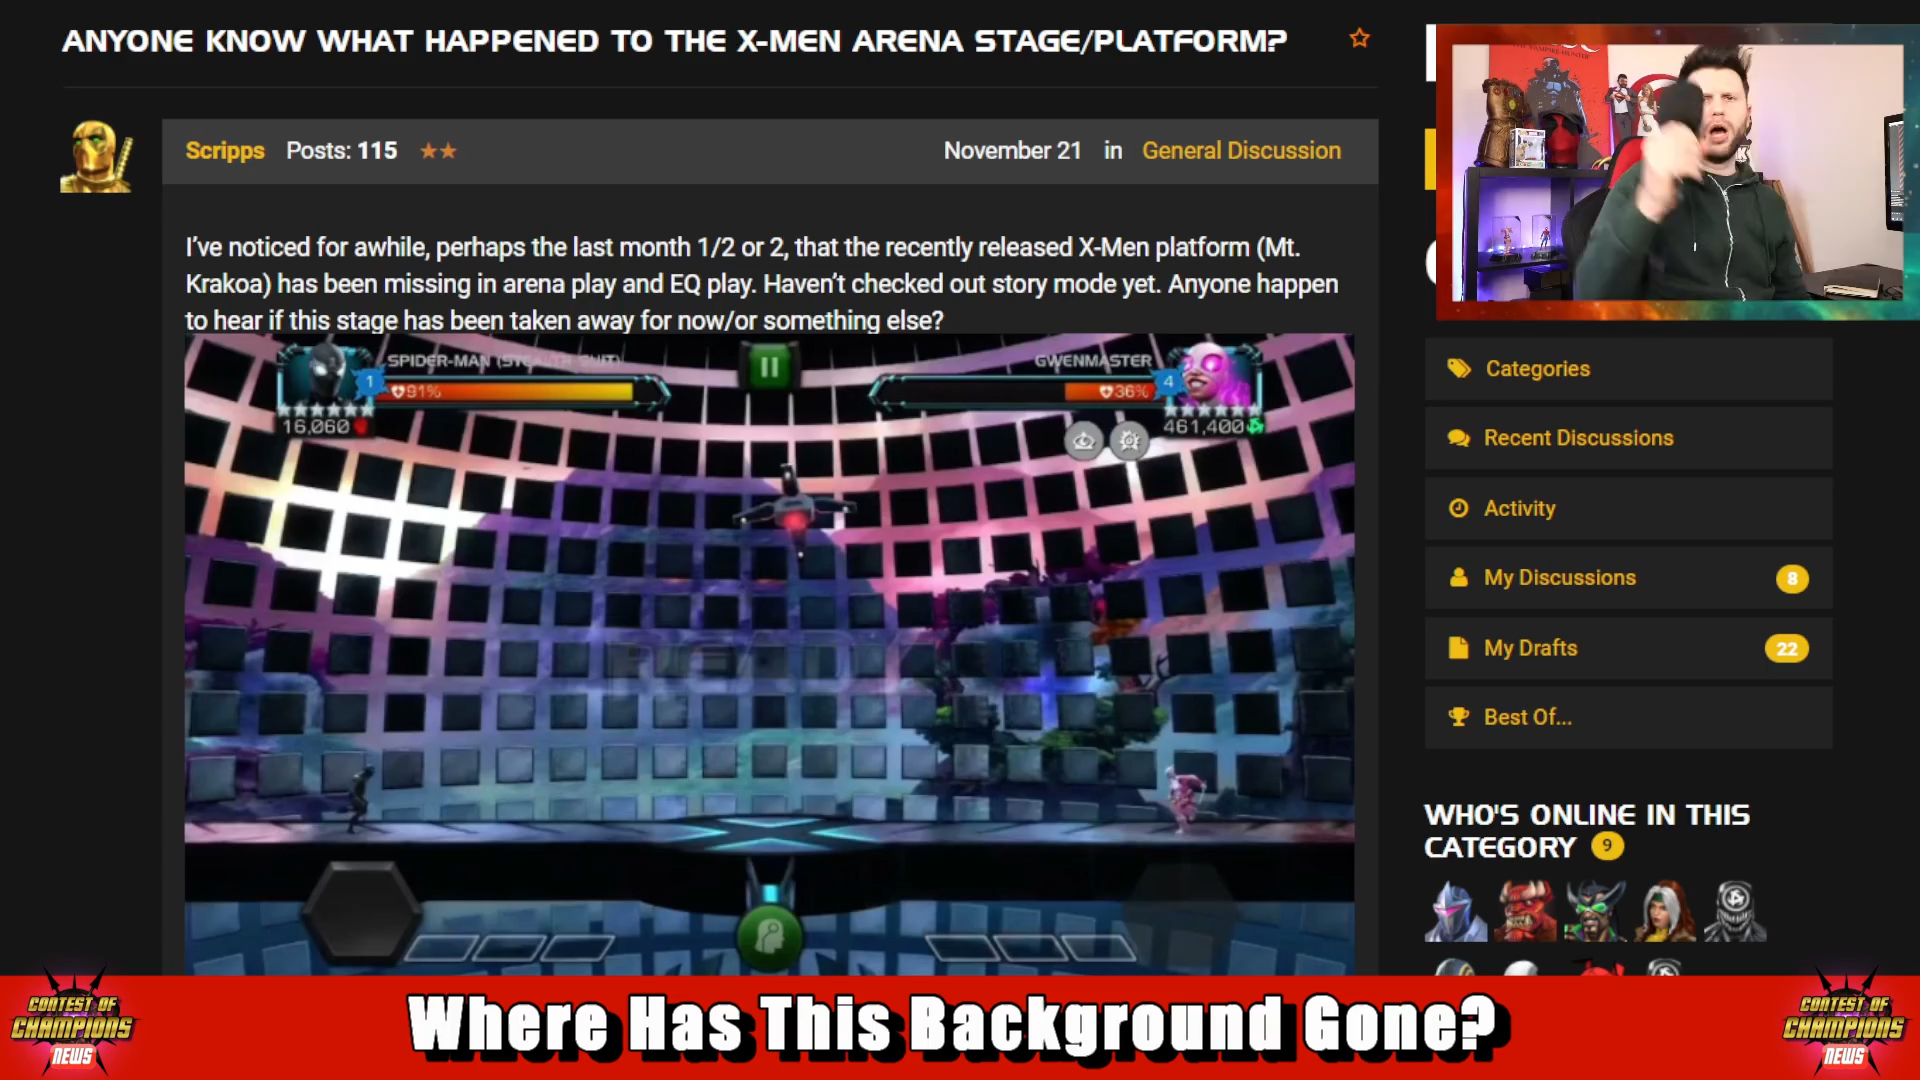 ANYONE KNOW WHAT HAPPENED TO THE X-MEN ARENA STAGE/PLATFORM?
Scripps Posts: 115 November 21 in General Discussion
I've noticed for awhile, perhaps the last month 1/2 or 2, that the recently released X-Men platform (Mt.
Krakoa) has been missing in arena play and EQ play. Haven't checked out story mode yet. Anyone happen
to hear if this stage has been taken away for now/or something else?
SPIDER-MAN (STEALTH SUIT)
GWENMASTER
1
91%
36%
4
16,060
461,400
READY
Categories
Recent Discussions
Activity
My Discussions 8
My Drafts 22
Best Of...
WHO'S ONLINE IN THIS
CATEGORY 9
CONTEST OF
CHAMPIONS
NEWS
Where Has This Background Gone?
CONTEST OF
CHAMPIONS
NEWS